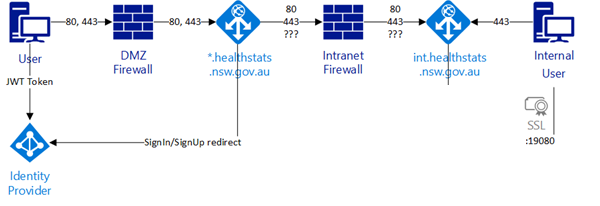 80, 443
80, 443
80
443
???
80
443
???
443
User
DMZ
Firewall
*.healthstats
.nsw.gov.au
Intranet
Firewall
int.healthstats
.nsw.gov.au
Internal
User
JWT Token
SSL
:19080
SignIn/SignUp redirect
Identity
Provider